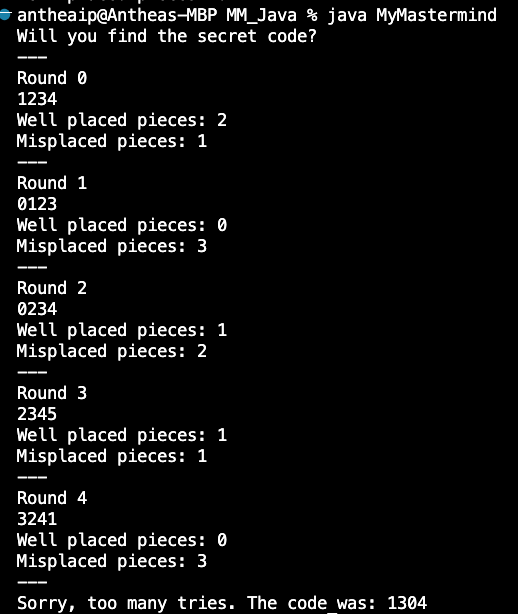 antheaip@Antheas-MBP MM_Java % java MyMastermind
Will you find the secret code?
---
Round 0
1234
Well placed pieces: 2
Misplaced pieces: 1
---
Round 1
0123
Well placed pieces: 0
Misplaced pieces: 3
---
Round 2
0234
Well placed pieces: 1
Misplaced pieces: 2
---
Round 3
2345
Well placed pieces: 1
Misplaced pieces: 1
---
Round 4
3241
Well placed pieces: 0
Misplaced pieces: 3
---
Sorry, too many tries. The code was: 1304